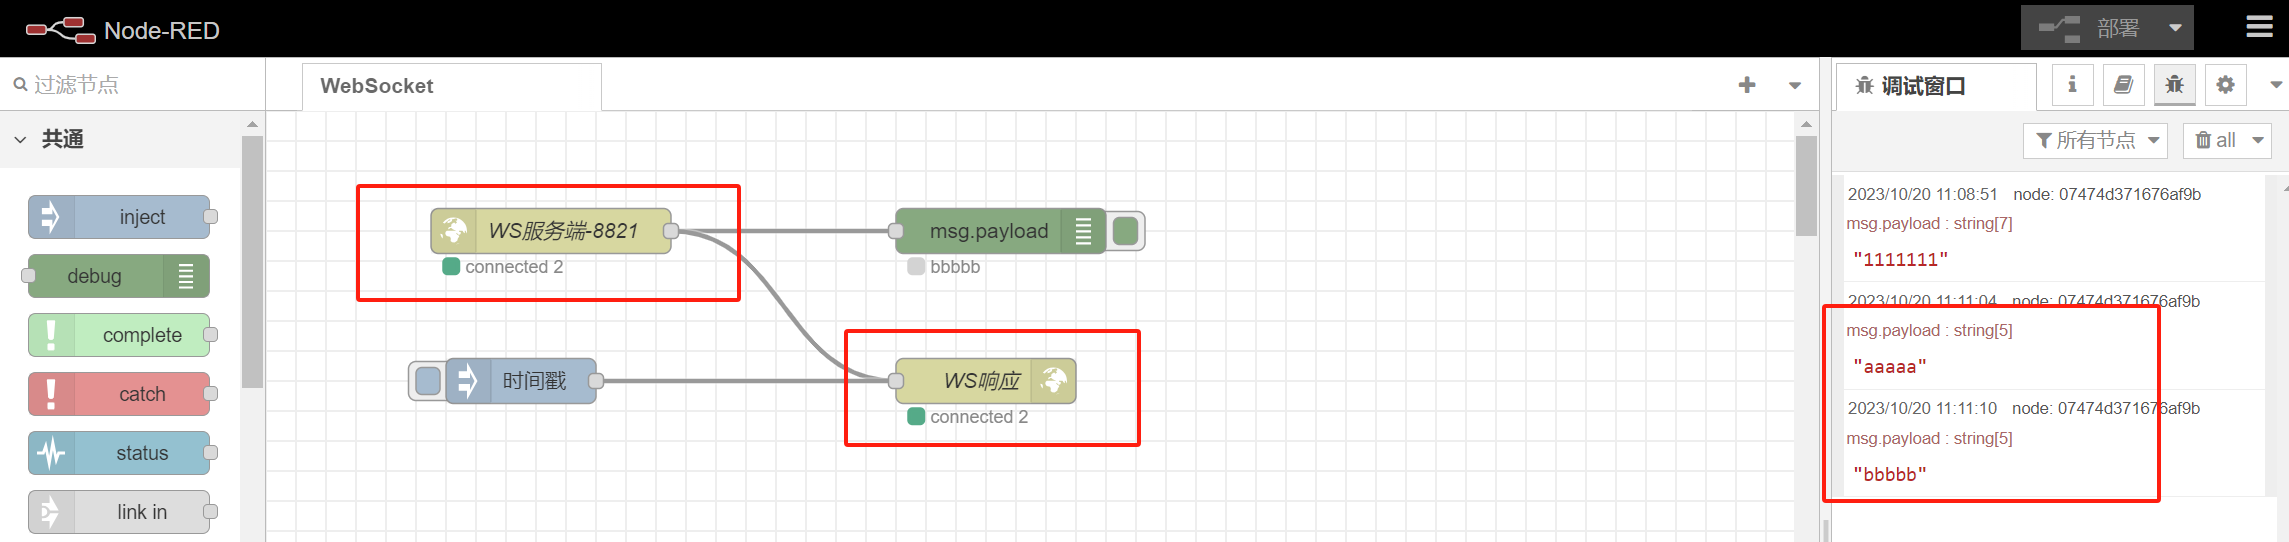 Node-RED
部署
过滤节点
WebSocket
调试窗口
共通
所有节点
all
inject
debug
complete
catch
status
link in
WS服务端-8821
connected 2
msg.payload
bbbbb
时间戳
WS响应
connected 2
2023/10/20 11:08:51 node: 07474d371676af9b
msg.payload : string[7]
"1111111"
2023/10/20 11:11:04 node: 07474d371676af9b
msg.payload : string[5]
"aaaaa"
2023/10/20 11:11:10 node: 07474d371676af9b
msg.payload : string[5]
"bbbbb"